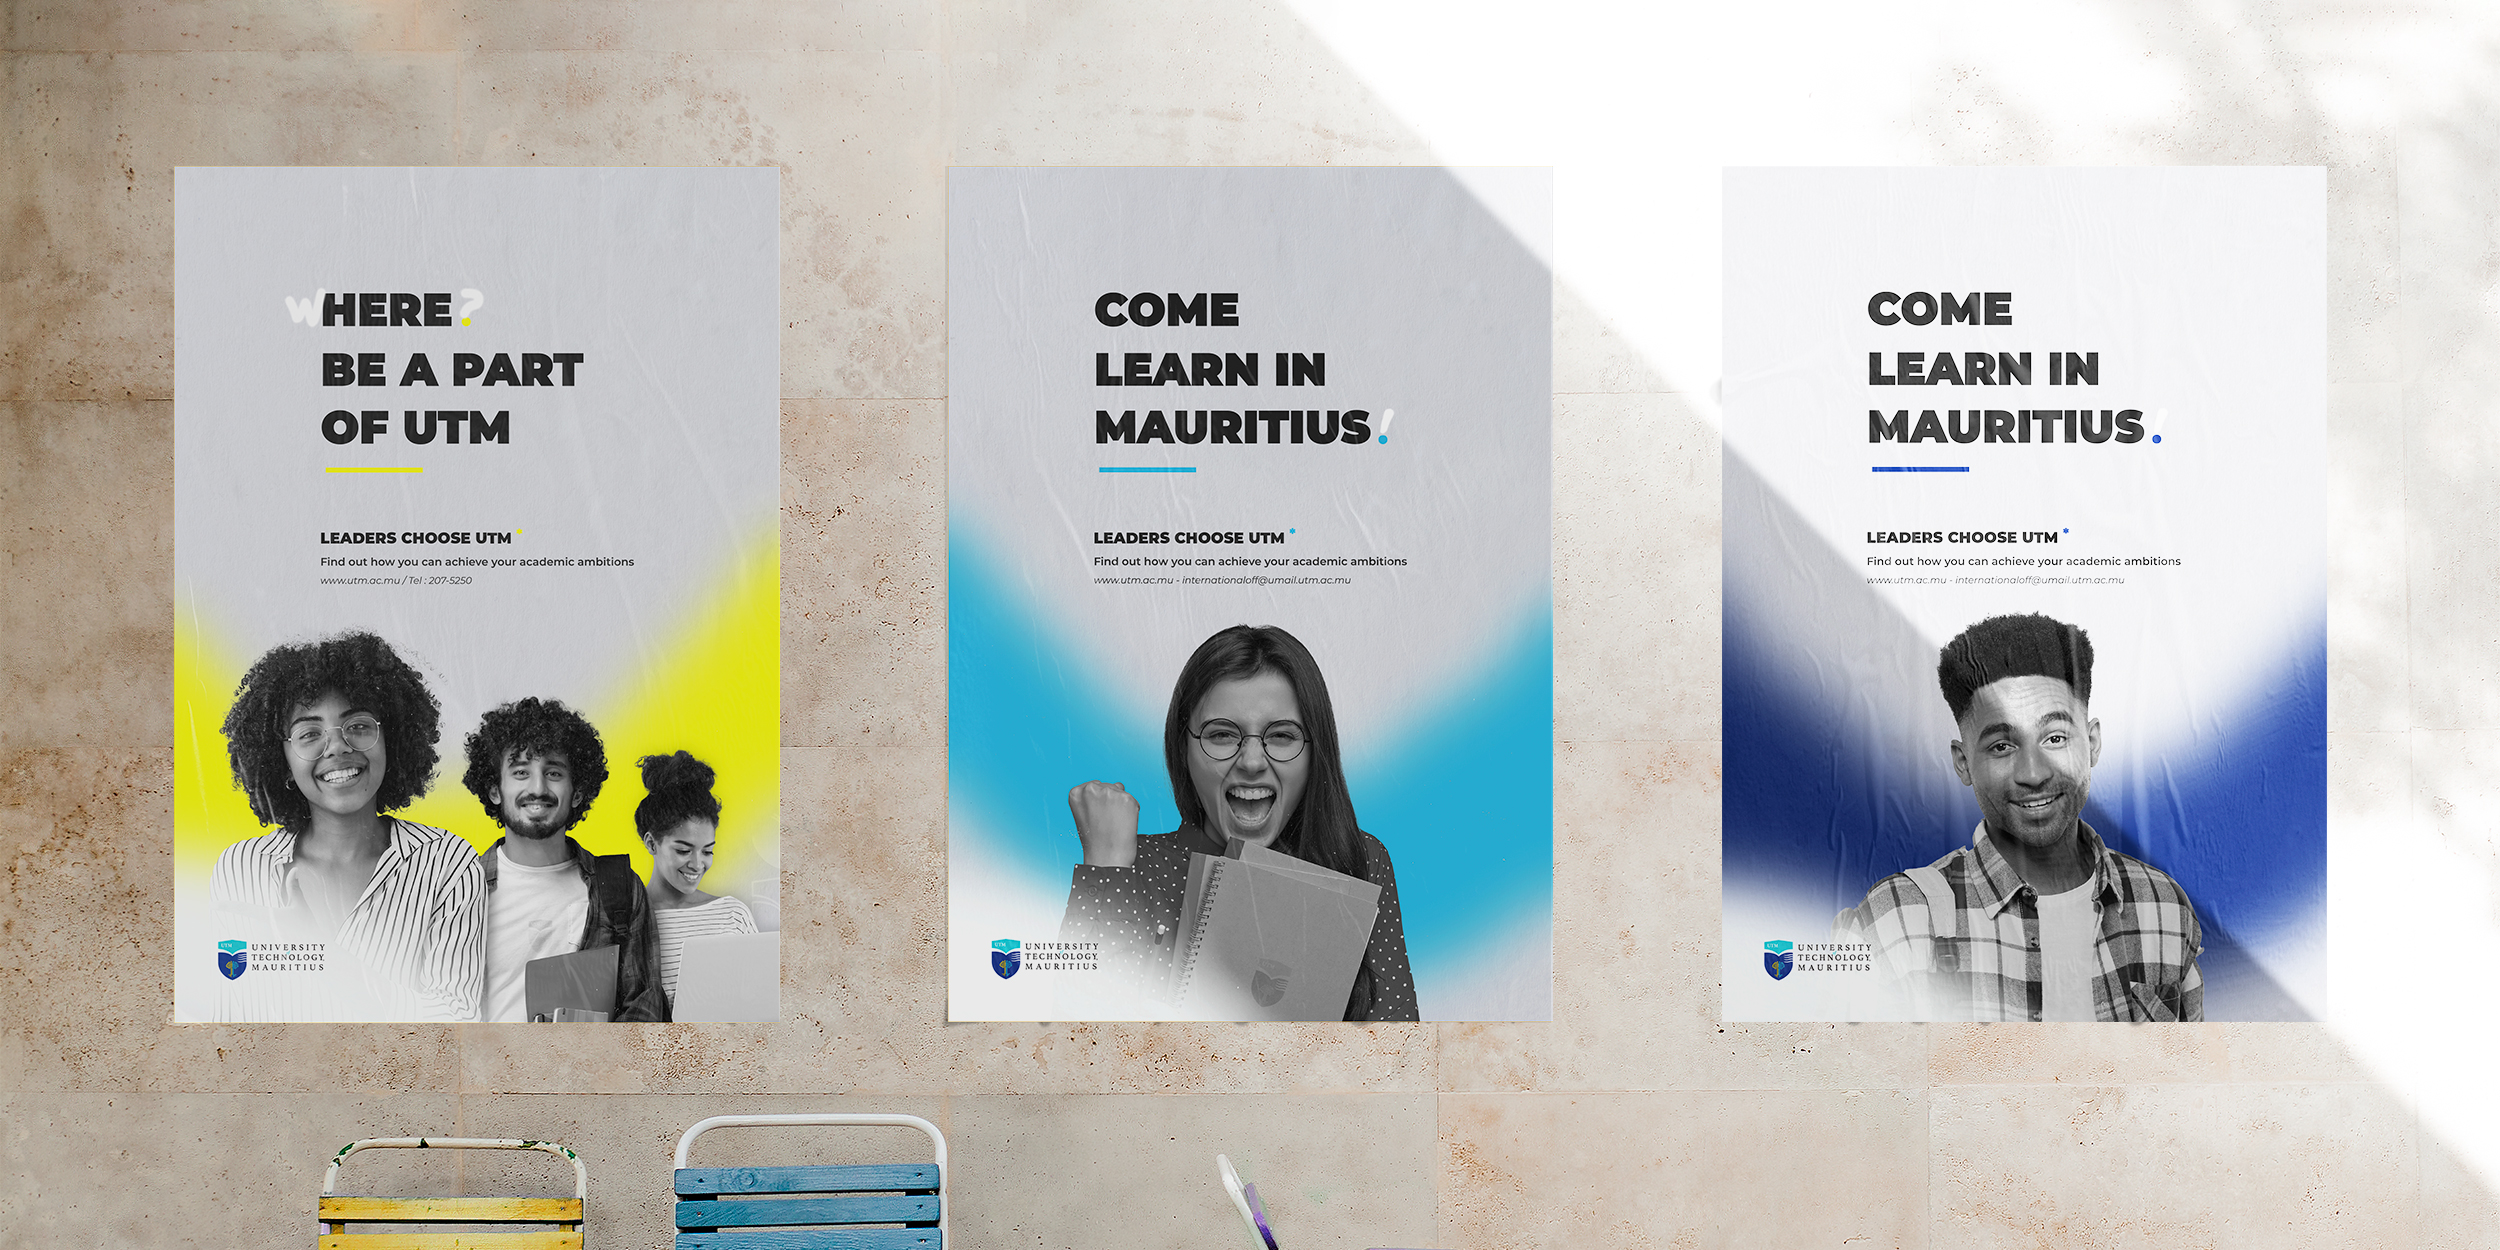 WHERE?
BE A PART
OF UTM
LEADERS CHOOSE UTM *
Find out how you can achieve your academic ambitions
www.utm.ac.mu / Tel : 207-5250
UTM
UNIVERSITY
TECHNOLOGY,
MAURITIUS
COME
LEARN IN
MAURITIUS!
LEADERS CHOOSE UTM *
Find out how you can achieve your academic ambitions
www.utm.ac.mu - internationaloff@umail.utm.ac.mu
UTM
UNIVERSITY
TECHNOLOGY,
MAURITIUS
COME
LEARN IN
MAURITIUS!
LEADERS CHOOSE UTM *
Find out how you can achieve your academic ambitions
www.utm.ac.mu - internationaloff@umail.utm.ac.mu
UTM
UNIVERSITY
TECHNOLOGY,
MAURITIUS